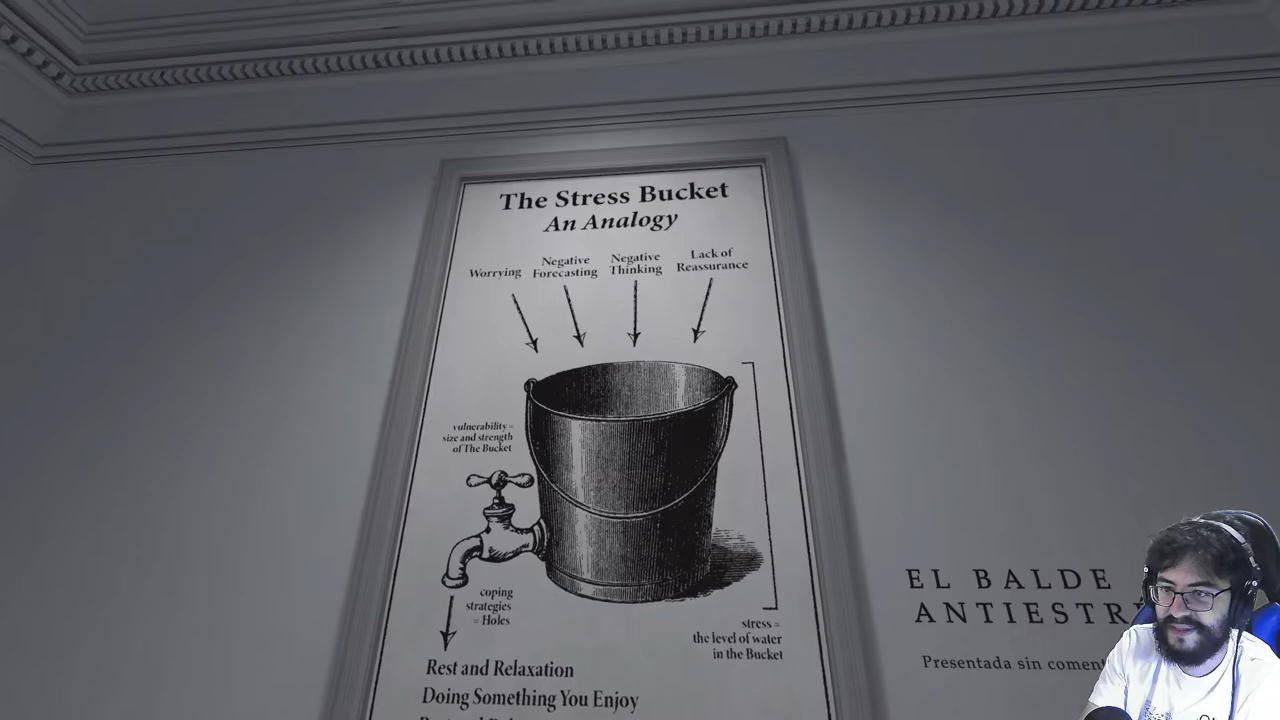 The Stress Bucket
An Analogy
Worrying
Negative
Forecasting
Negative
Thinking
Lack of
Reassurance
vulnerability =
size and strength
of The Bucket
coping
strategies
= Holes
stress =
the level of water
in the Bucket
Rest and Relaxation
Doing Something You Enjoy
EL BALDE
Presentada sin